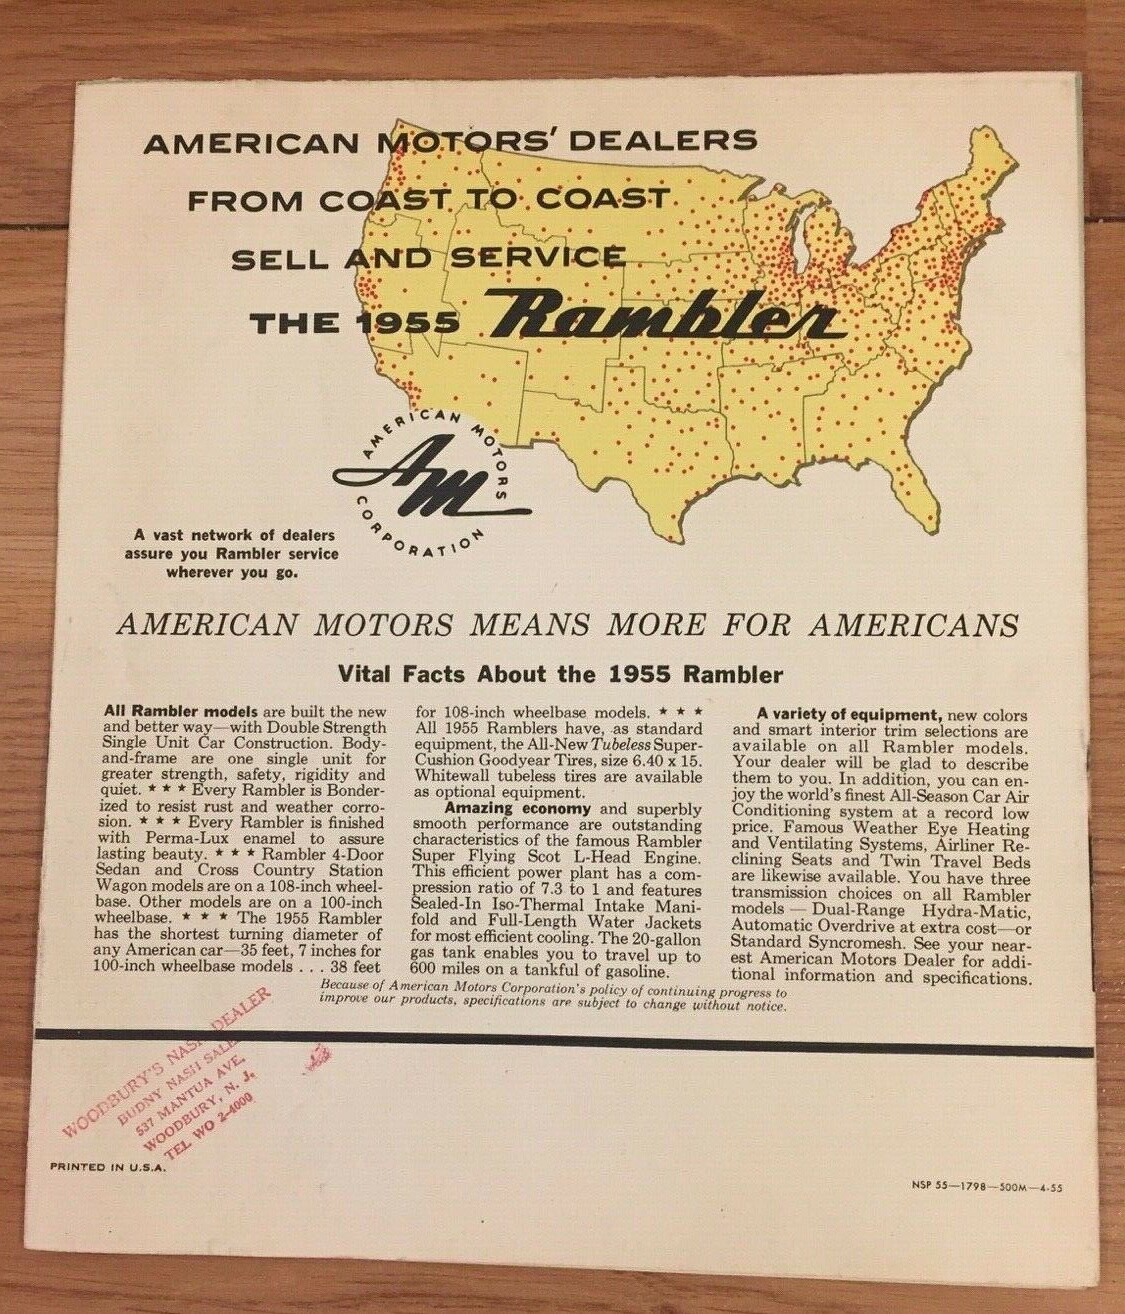 AMERICAN MOTORS' DEALERS
FROM COAST TO COAST
SELL AND SERVICE
THE 1955 Rambler
AMERICAN MOTORS
AM
CORPORATION
A vast network of dealers
assure you Rambler service
wherever you go.
AMERICAN MOTORS MEANS MORE FOR AMERICANS
Vital Facts About the 1955 Rambler
All Rambler models are built the new
and better way—with Double Strength
Single Unit Car Construction. Body-
and-frame are one single unit for
greater strength, safety, rigidity and
quiet. ★ ★ ★ Every Rambler is Bonder-
ized to resist rust and weather corro-
sion. ★ ★ ★ Every Rambler is finished
with Perma-Lux enamel to assure
lasting beauty. ★ ★ ★ Rambler 4-Door
Sedan and Cross Country Station
Wagon models are on a 108-inch wheel-
base. Other models are on a 100-inch
wheelbase. ★ ★ ★ The 1955 Rambler
has the shortest turning diameter of
any American car—35 feet, 7 inches for
100-inch wheelbase models . . . 38 feet
for 108-inch wheelbase models. ★ ★ ★
All 1955 Ramblers have, as standard
equipment, the All-New Tubeless Super-
Cushion Goodyear Tires, size 6.40 x 15.
Whitewall tubeless tires are available
as optional equipment.
Amazing economy and superbly
smooth performance are outstanding
characteristics of the famous Rambler
Super Flying Scot L-Head Engine.
This efficient power plant has a com-
pression ratio of 7.3 to 1 and features
Sealed-In Iso-Thermal Intake Mani-
fold and Full-Length Water Jackets
for most efficient cooling. The 20-gallon
gas tank enables you to travel up to
600 miles on a tankful of gasoline.
A variety of equipment, new colors
and smart interior trim selections are
available on all Rambler models.
Your dealer will be glad to describe
them to you. In addition, you can en-
joy the world's finest All-Season Car Air
Conditioning system at a record low
price. Famous Weather Eye Heating
and Ventilating Systems, Airliner Re-
clining Seats and Twin Travel Beds
are likewise available. You have three
transmission choices on all Rambler
models — Dual-Range Hydra-Matic,
Automatic Overdrive at extra cost—or
Standard Syncromesh. See your near-
est American Motors Dealer for addi-
tional information and specifications.
Because of American Motors Corporation's policy of continuing progress to
improve our products, specifications are subject to change without notice.
WOODBURY'S NASH DEALER
BUDNY NASH SALES
537 MANTUA AVE.
WOODBURY, N. J.
TEL WO 2-4000
PRINTED IN U.S.A.
NSP 55—1798—500M—4-55